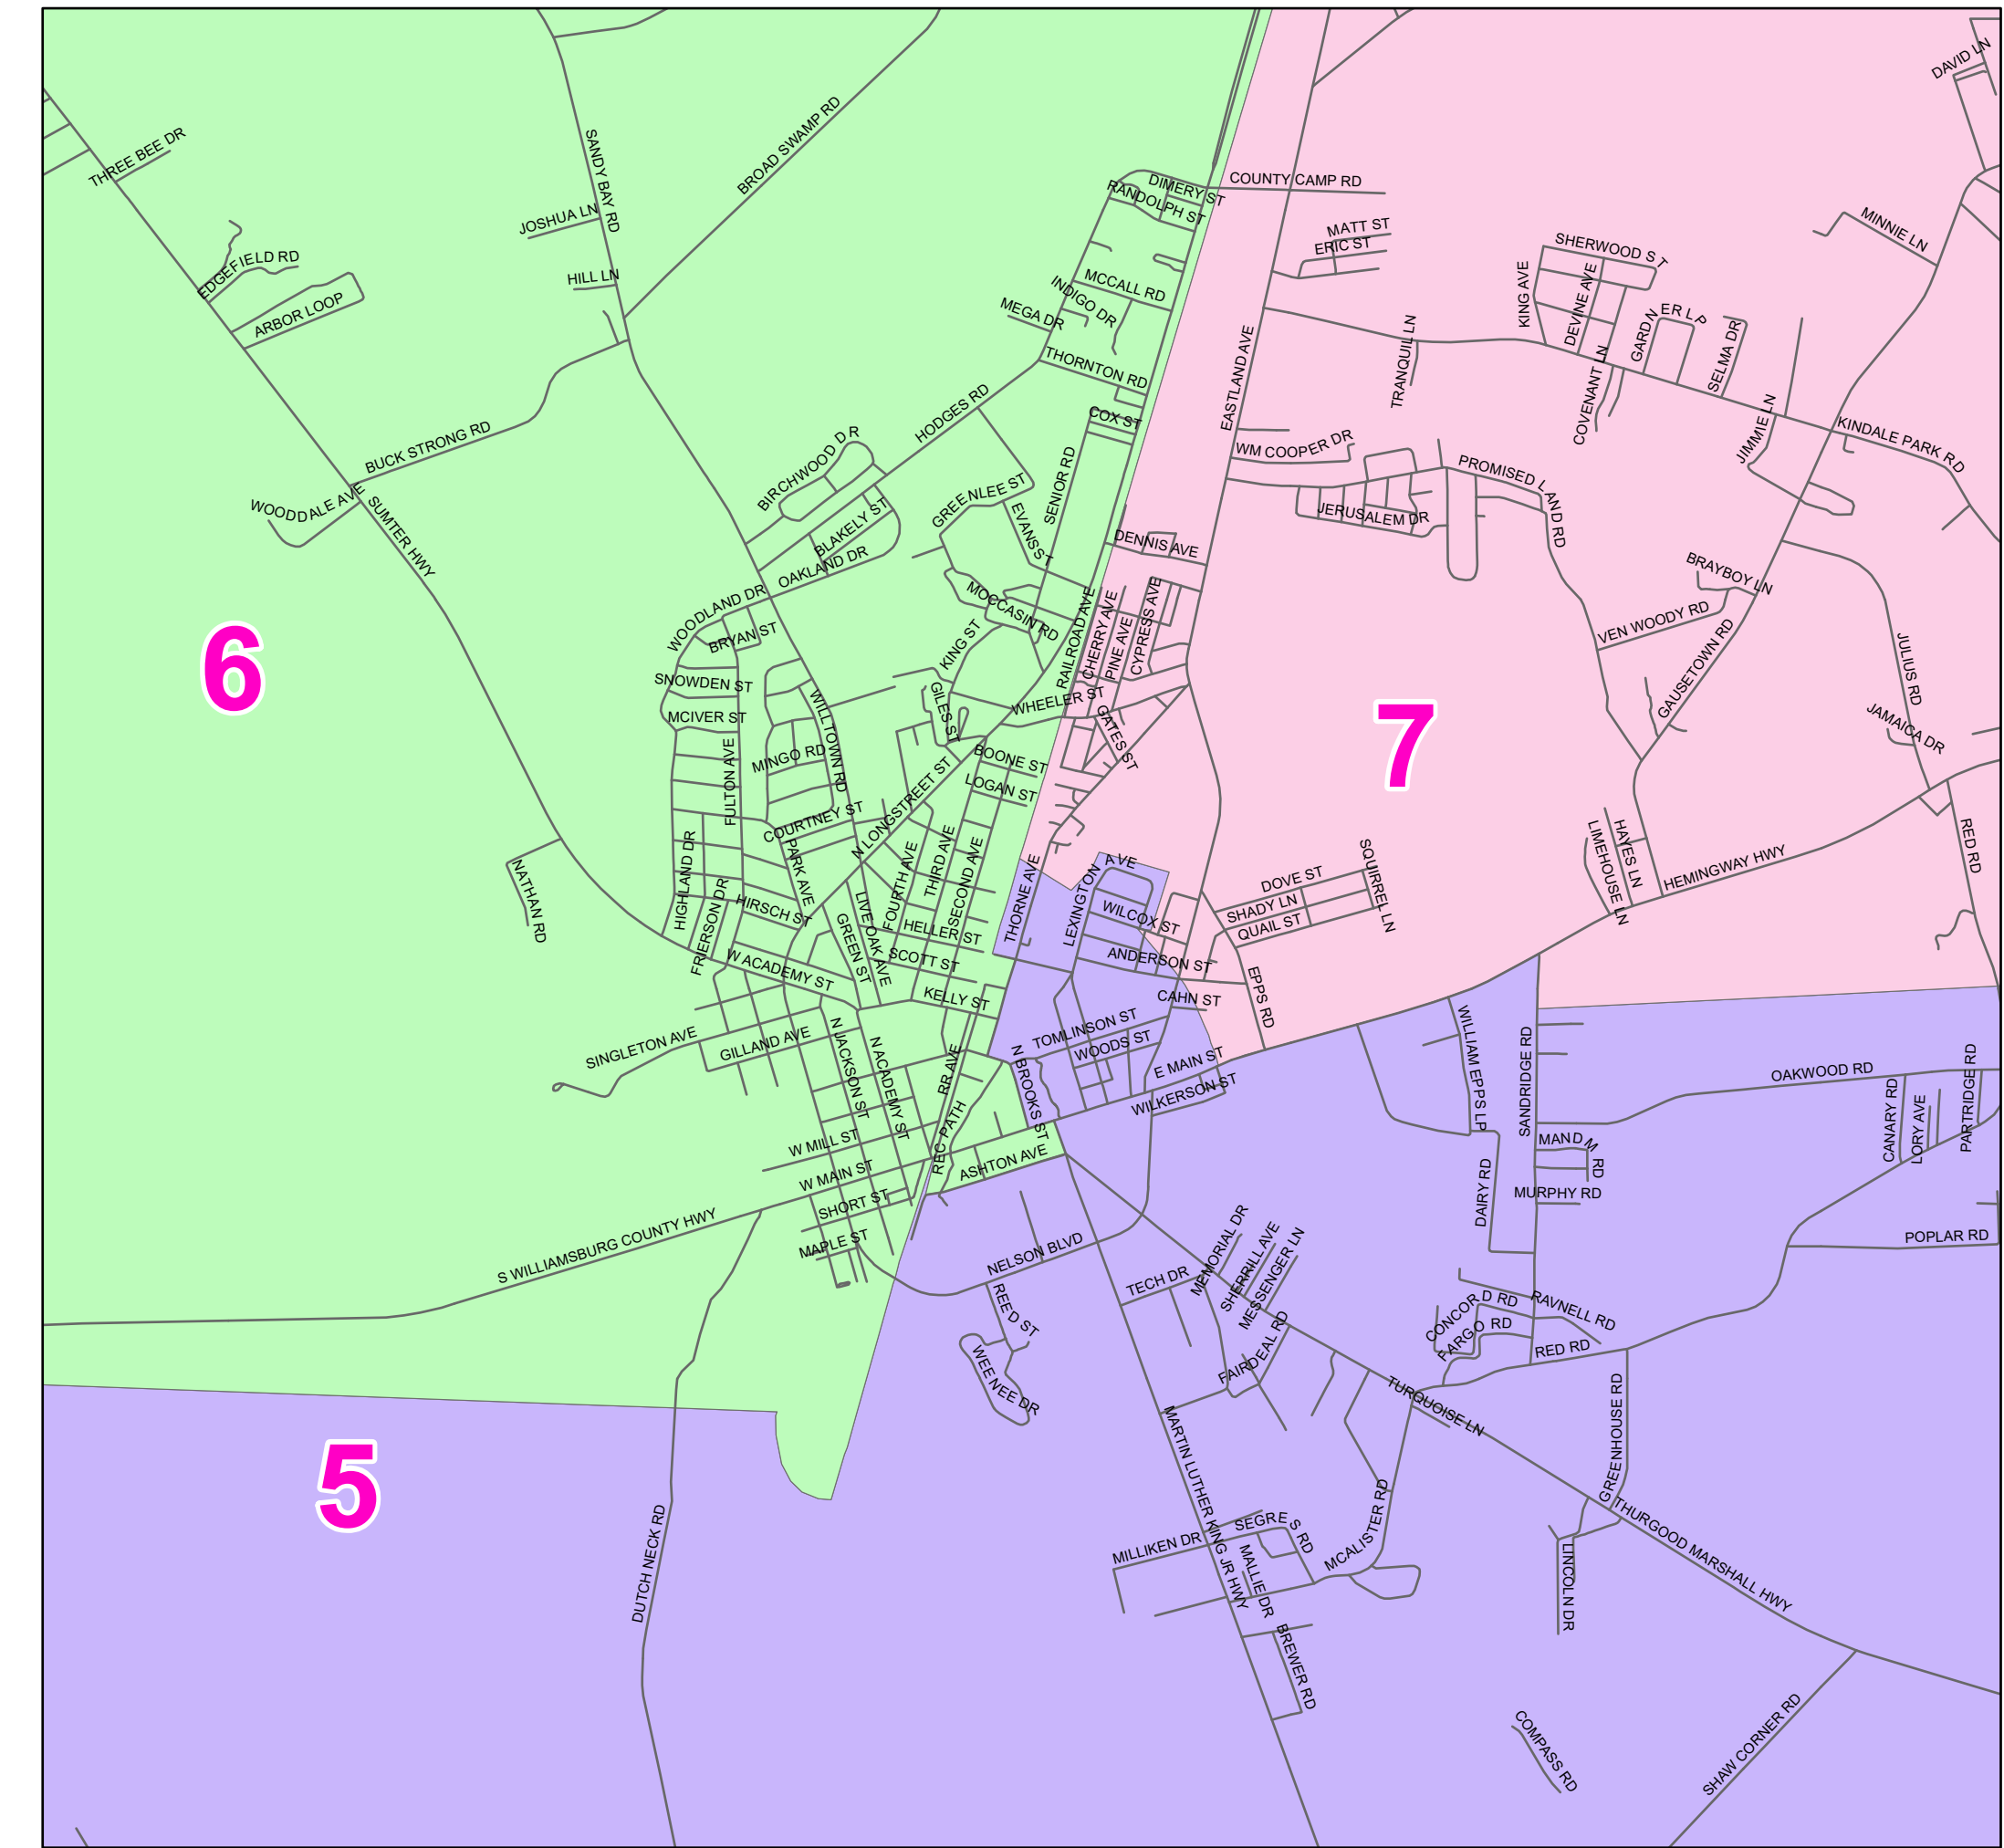 DAVID LN
THREE BEE DR
SANDY BAY RD
BROAD SWAMP RD
COUNTY CAMP RD
DIMERY ST
RANDOLPH ST
JOSHUA LN
MATT ST
ERIC ST
MINNIE LN
SHERWOOD ST
EDGEFIELD RD
HILL LN
ARBOR LOOP
MCCALL RD
INDIGO DR
MEGA DR
KING AVE
DEVINE AVE
GARDNER LP
SELMA DR
COVENANT LN
TRANQUIL LN
THORNTON RD
EASTLAND AVE
HODGES RD
COX ST
JIMMIE LN
KINDALE PARK RD
BUCK STRONG RD
BIRCHWOOD DR
WM COOPER DR
PROMISED LAND RD
WOODDALE AVE
SUMTER HWY
GREENLEE ST
SENIOR RD
EVANS ST
BLAKELY ST
OAKLAND DR
JERUSALEM DR
DENNIS AVE
BRAYBOY LN
VEN WOODY RD
WOODLAND DR
BRYAN ST
MOCCASIN RD
KING ST
RAILROAD AVE
CHERRY AVE
PINE AVE
CYPRESS AVE
6
SNOWDEN ST
MCIVER ST
WILLTOWN RD
GILES ST
WHEELER ST
GATES ST
GAUSETOWN RD
JULIUS RD
JAMAICA DR
7
FULTON AVE
MINGO RD
BOONE ST
LOGAN ST
COURTNEY ST
N LONGSTREET ST
HIGHLAND DR
PARK AVE
FOURTH AVE
THIRD AVE
SECOND AVE
THORNE AVE
LEXINGTON AVE
DOVE ST
SQUIRREL LN
SHADY LN
QUAIL ST
LIMEHOUSE LN
HAYES LN
HEMINGWAY HWY
RED RD
NATHAN RD
FRIERSON DR
HIRSCH ST
GREEN ST
LIVE OAK AVE
HELLER ST
SCOTT ST
WILCOX ST
ANDERSON ST
W ACADEMY ST
KELLY ST
CAHN ST
EPPS RD
SINGLETON AVE
GILLAND AVE
N JACKSON ST
N ACADEMY ST
RR AVE
N BROOKS ST
TOMLINSON ST
WOODS ST
E MAIN ST
WILKERSON ST
WILLIAM EPPS LP
SANDRIDGE RD
OAKWOOD RD
CANARY RD
LORY AVE
PARTRIDGE RD
REC PATH
W MILL ST
W MAIN ST
ASHTON AVE
MANDM RD
DAIRY RD
MURPHY RD
SHORT ST
MAPLE ST
S WILLIAMSBURG COUNTY HWY
NELSON BLVD
POPLAR RD
TECH DR
MEMORIAL DR
SHERRILL AVE
MESSENGER LN
REED ST
WEE NEE DR
FAIRDEAL RD
CONCORD RD
RAVNELL RD
FARGO RD
RED RD
TURQUOISE LN
GREENHOUSE RD
5
MARTIN LUTHER KING JR HWY
DUTCH NECK RD
MILLIKEN DR
SEGRES RD
MALLIE DR
MCALISTER RD
LINCOLN DR
THURGOOD MARSHALL HWY
BREWER RD
COMPASS RD
SHAW CORNER RD